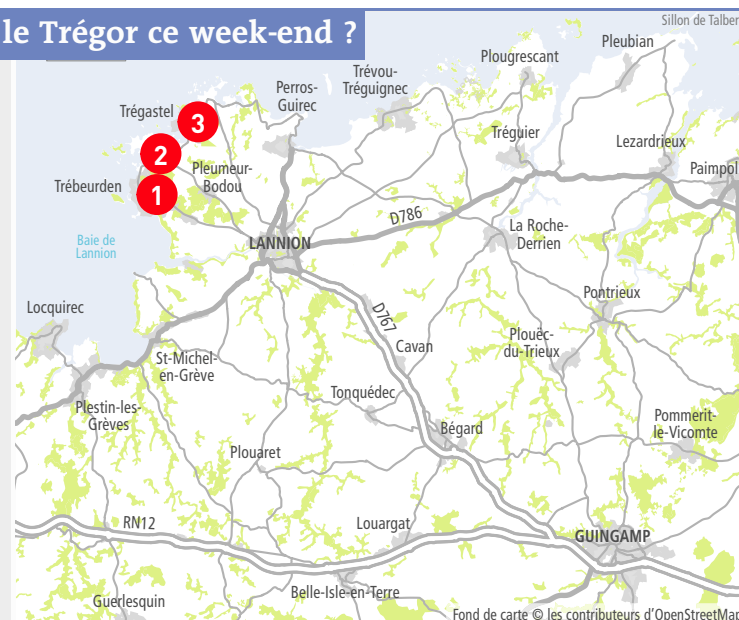 le Trégor ce week-end ?
Sillon de Talber
Pleubian
Plougrescant
Trévou-
Tréguignec
Perros-
Guirec
Trégastel
3
Tréguier
Lezardrieux
2
Pleumeur-
Bodou
Paimpol
Trébeurden
1
D786
La Roche-
Derrien
Baie de
Lannion
LANNION
Pontrieux
Locquirec
D767
Cavan
Plouëc-
du-Trieux
St-Michel-
en-Grève
Tonquédec
Plestin-les-
Grèves
Bégard
Pommerit-
le-Vicomte
Plouaret
RN12
Louargat
GUINGAMP
Belle-Isle-en-Terre
Guerlesquin
Fond de carte © les contributeurs d'OpenStreetMap